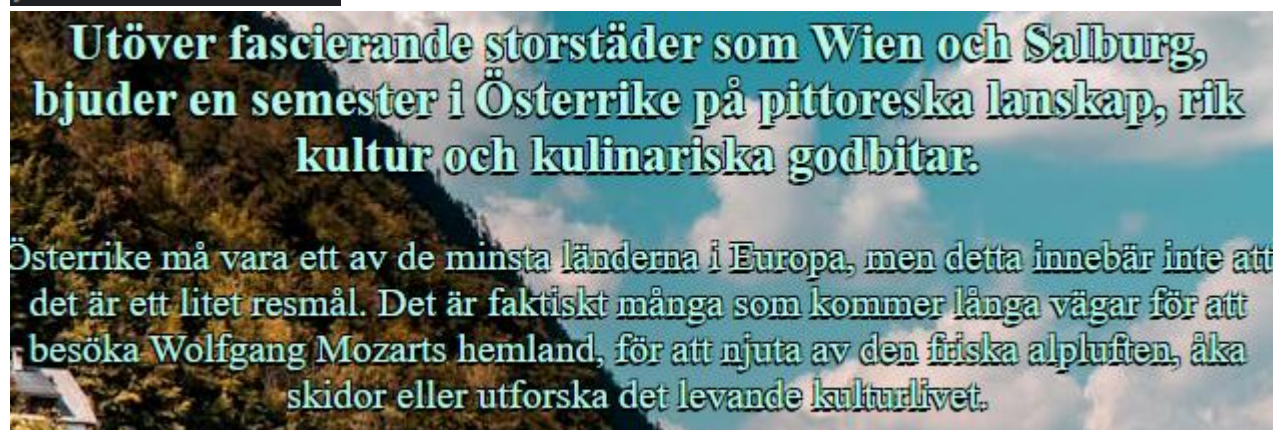 Utöver fascierande storstäder som Wien och Salburg,
bjuder en semester i Österrike på pittoreska lanskap, rik
kultur och kulinariska godbitar.
Österrike må vara ett av de minsta länderna i Europa, men detta innebär inte att
det är ett litet resmål. Det är faktiskt många som kommer långa vägar för att
besöka Wolfgang Mozarts hemland, för att njuta av den friska alpluften, åka
skidor eller utforska det levande kulturlivet.